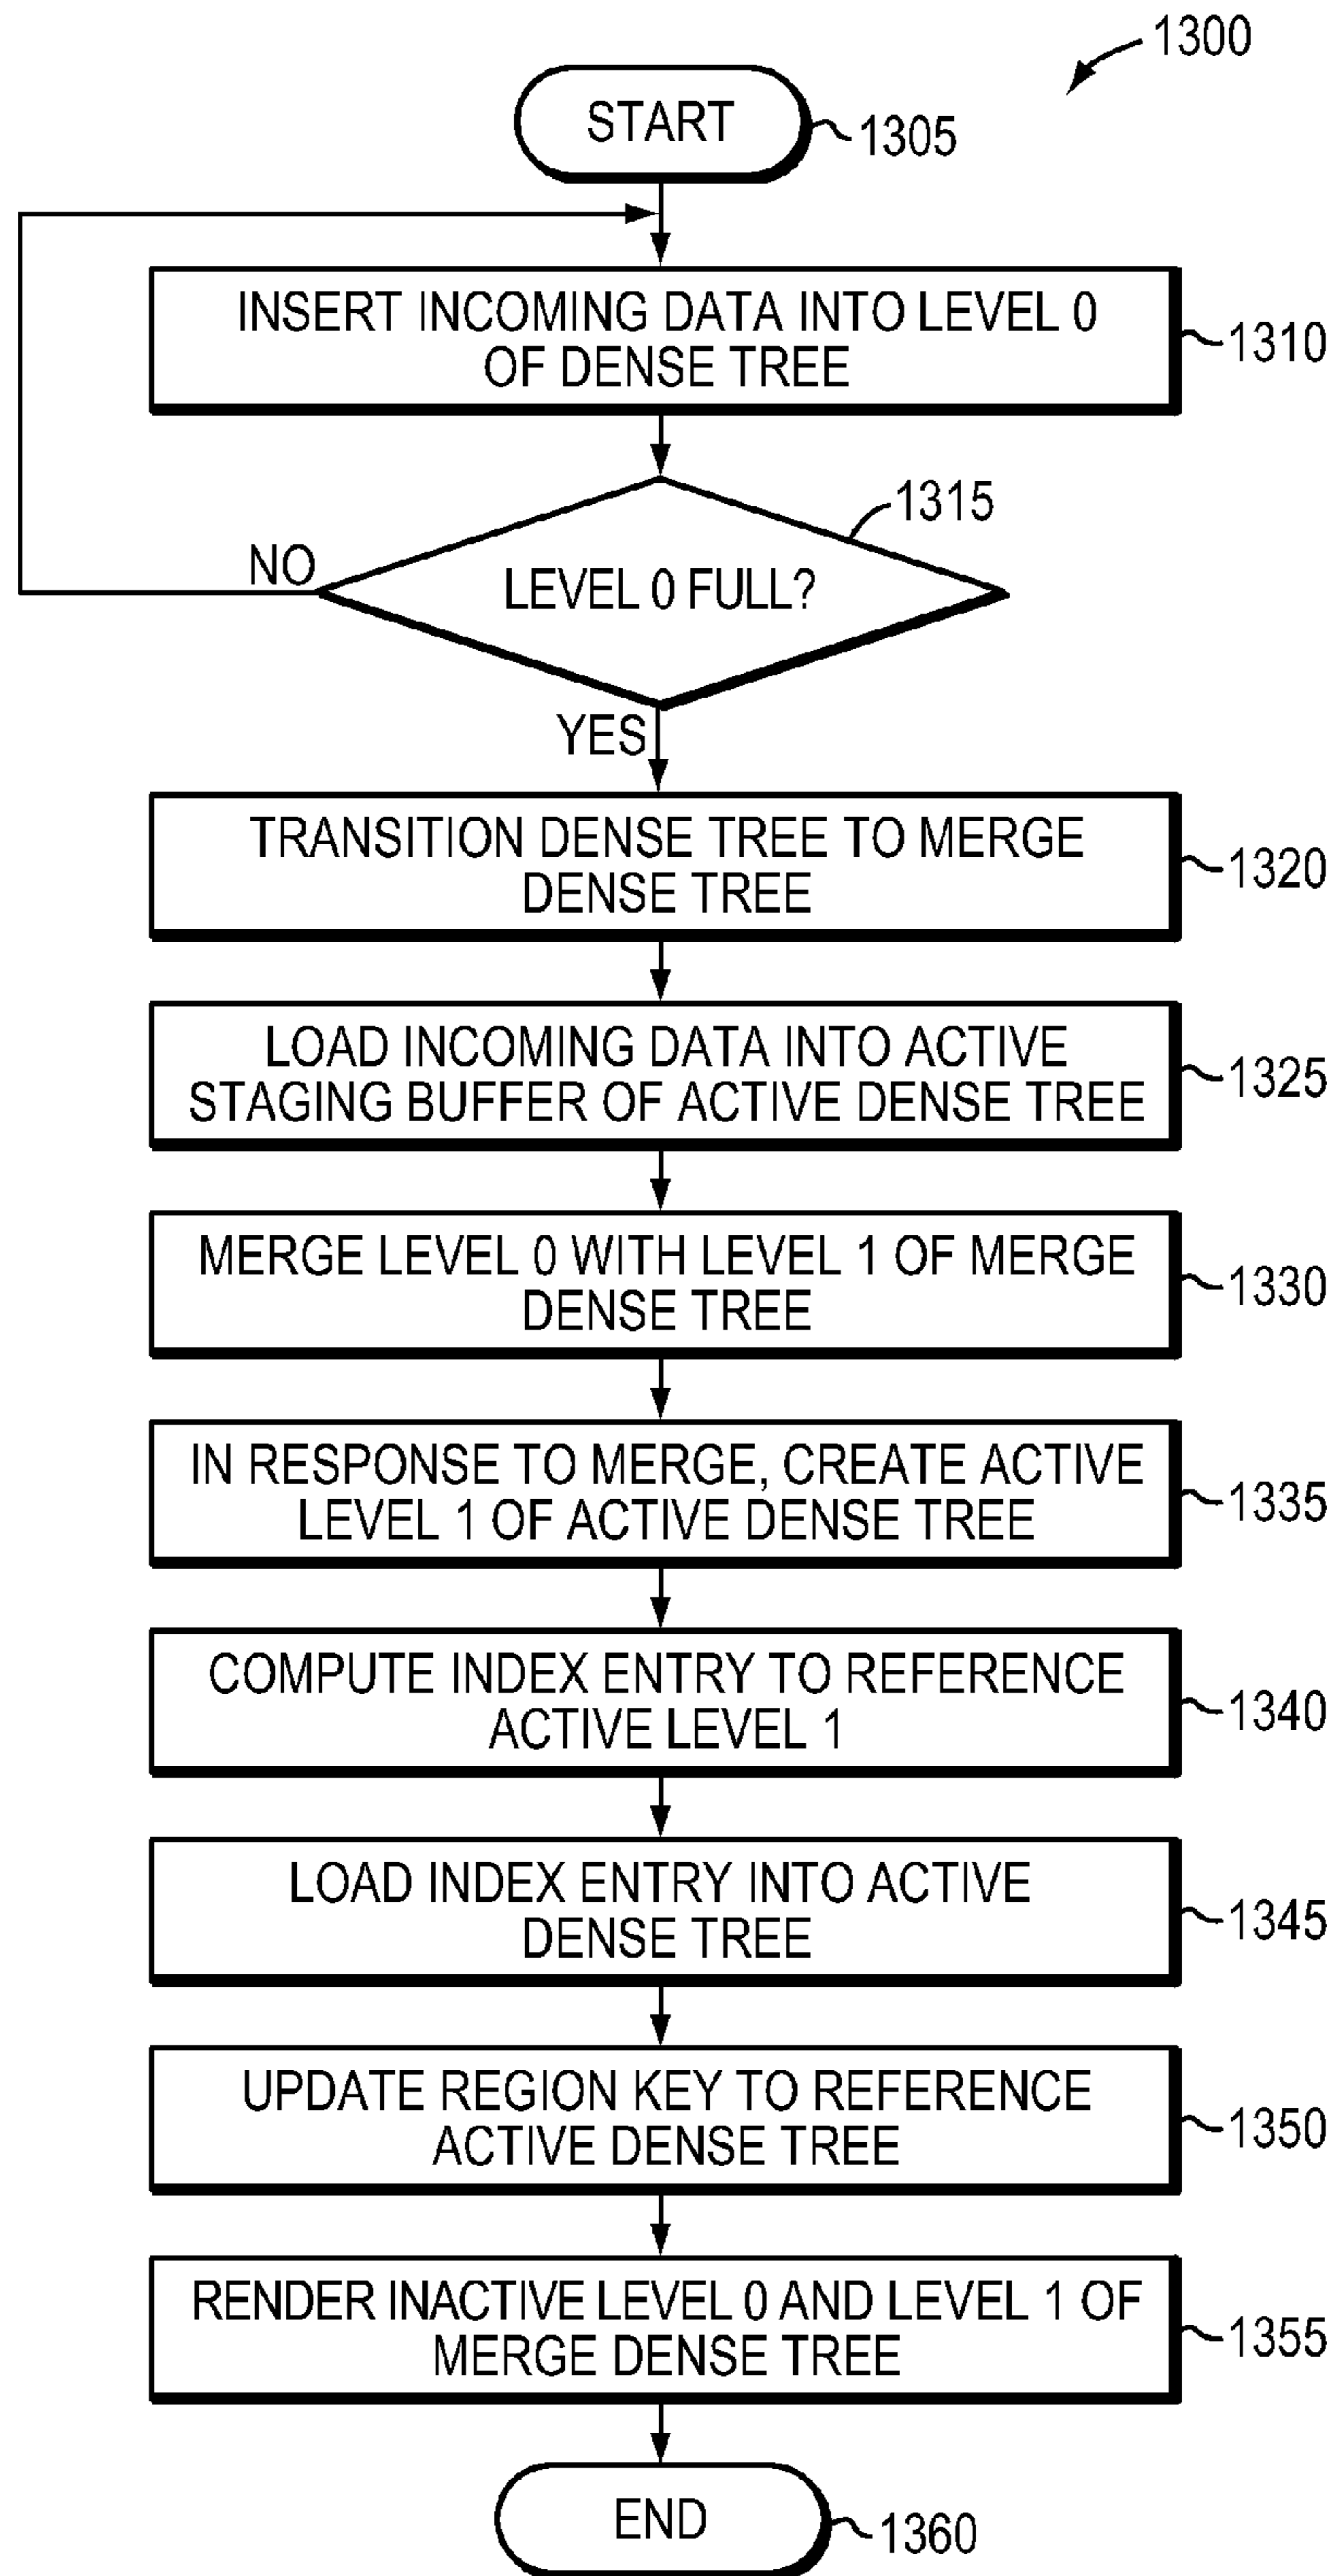 1300
START
1305
INSERT INCOMING DATA INTO LEVEL 0
OF DENSE TREE
1310
1315
LEVEL 0 FULL?
NO
YES
TRANSITION DENSE TREE TO MERGE
DENSE TREE
1320
LOAD INCOMING DATA INTO ACTIVE
STAGING BUFFER OF ACTIVE DENSE TREE
1325
MERGE LEVEL 0 WITH LEVEL 1 OF MERGE
DENSE TREE
1330
IN RESPONSE TO MERGE, CREATE ACTIVE
LEVEL 1 OF ACTIVE DENSE TREE
1335
COMPUTE INDEX ENTRY TO REFERENCE
ACTIVE LEVEL 1
1340
LOAD INDEX ENTRY INTO ACTIVE
DENSE TREE
1345
UPDATE REGION KEY TO REFERENCE
ACTIVE DENSE TREE
1350
RENDER INACTIVE LEVEL 0 AND LEVEL 1 OF
MERGE DENSE TREE
1355
END
1360